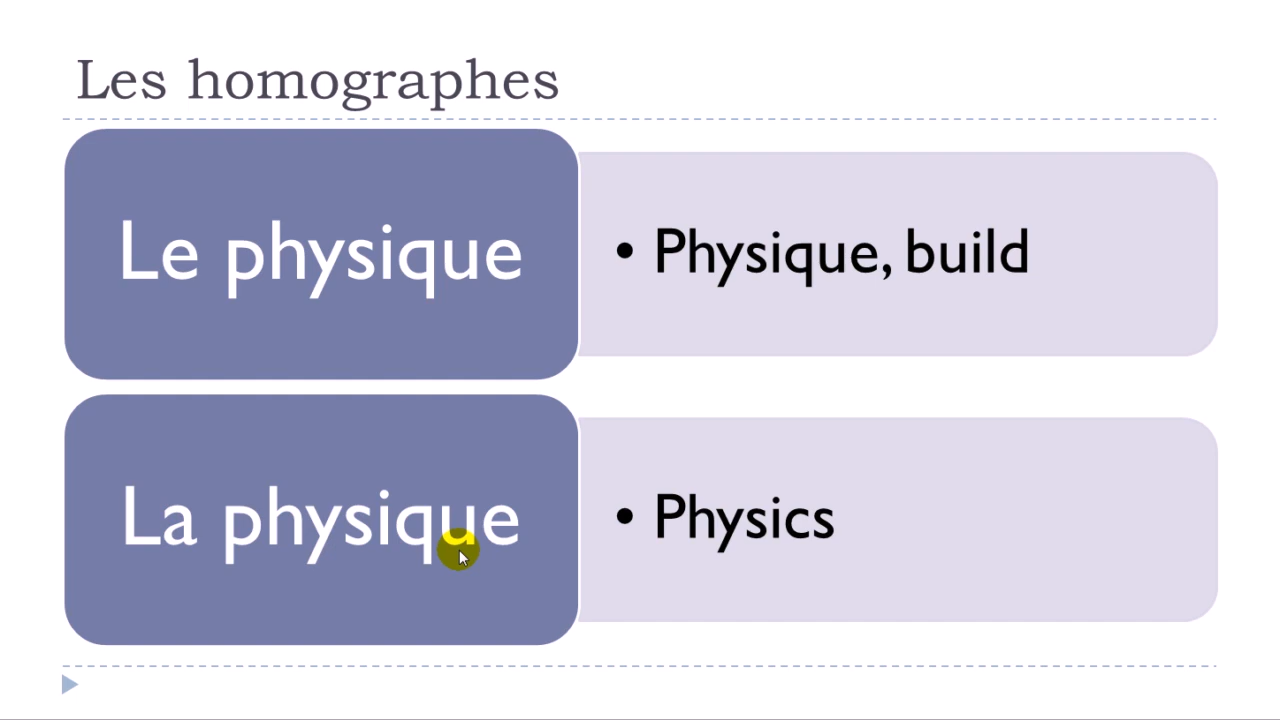 Les homographes
Le physique
• Physique, build
La physique
• Physics